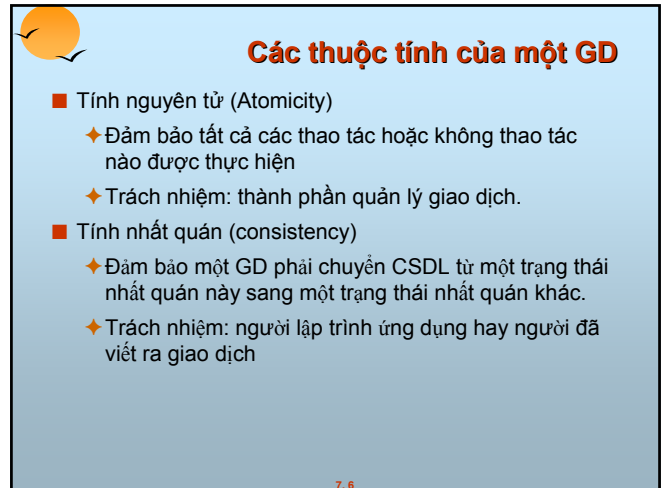 Các thuộc tính của một GD
Tính nguyên tử (Atomicity)
Đảm bảo tất cả các thao tác hoặc không thao tác
nào được thực hiện
Trách nhiệm: thành phần quản lý giao dịch.
Tính nhất quán (consistency)
Đảm bảo một GD phải chuyển CSDL từ một trạng thái
nhất quán này sang một trạng thái nhất quán khác.
Trách nhiệm: người lập trình ứng dụng hay người đã
viết ra giao dịch
7. 6